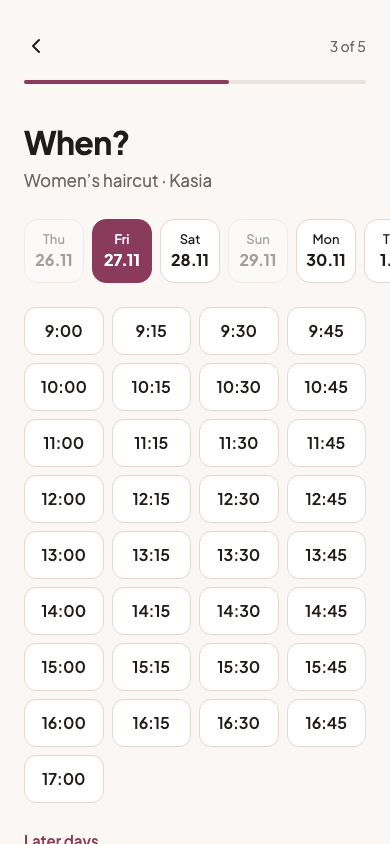 3 of 5
When?
Women’s haircut · Kasia
Thu Fri Sat Sun Mon
26.11 27.11 28.11 29.11 30.11
9:00 9:15 9:30 9:45
10:00 10:15 10:30 10:45
11:00 11:15 11:30 11:45
12:00 12:15 12:30 12:45
13:00 13:15 13:30 13:45
14:00 14:15 14:30 14:45
15:00 15:15 15:30 15:45
16:00 16:15 16:30 16:45
17:00
Later days